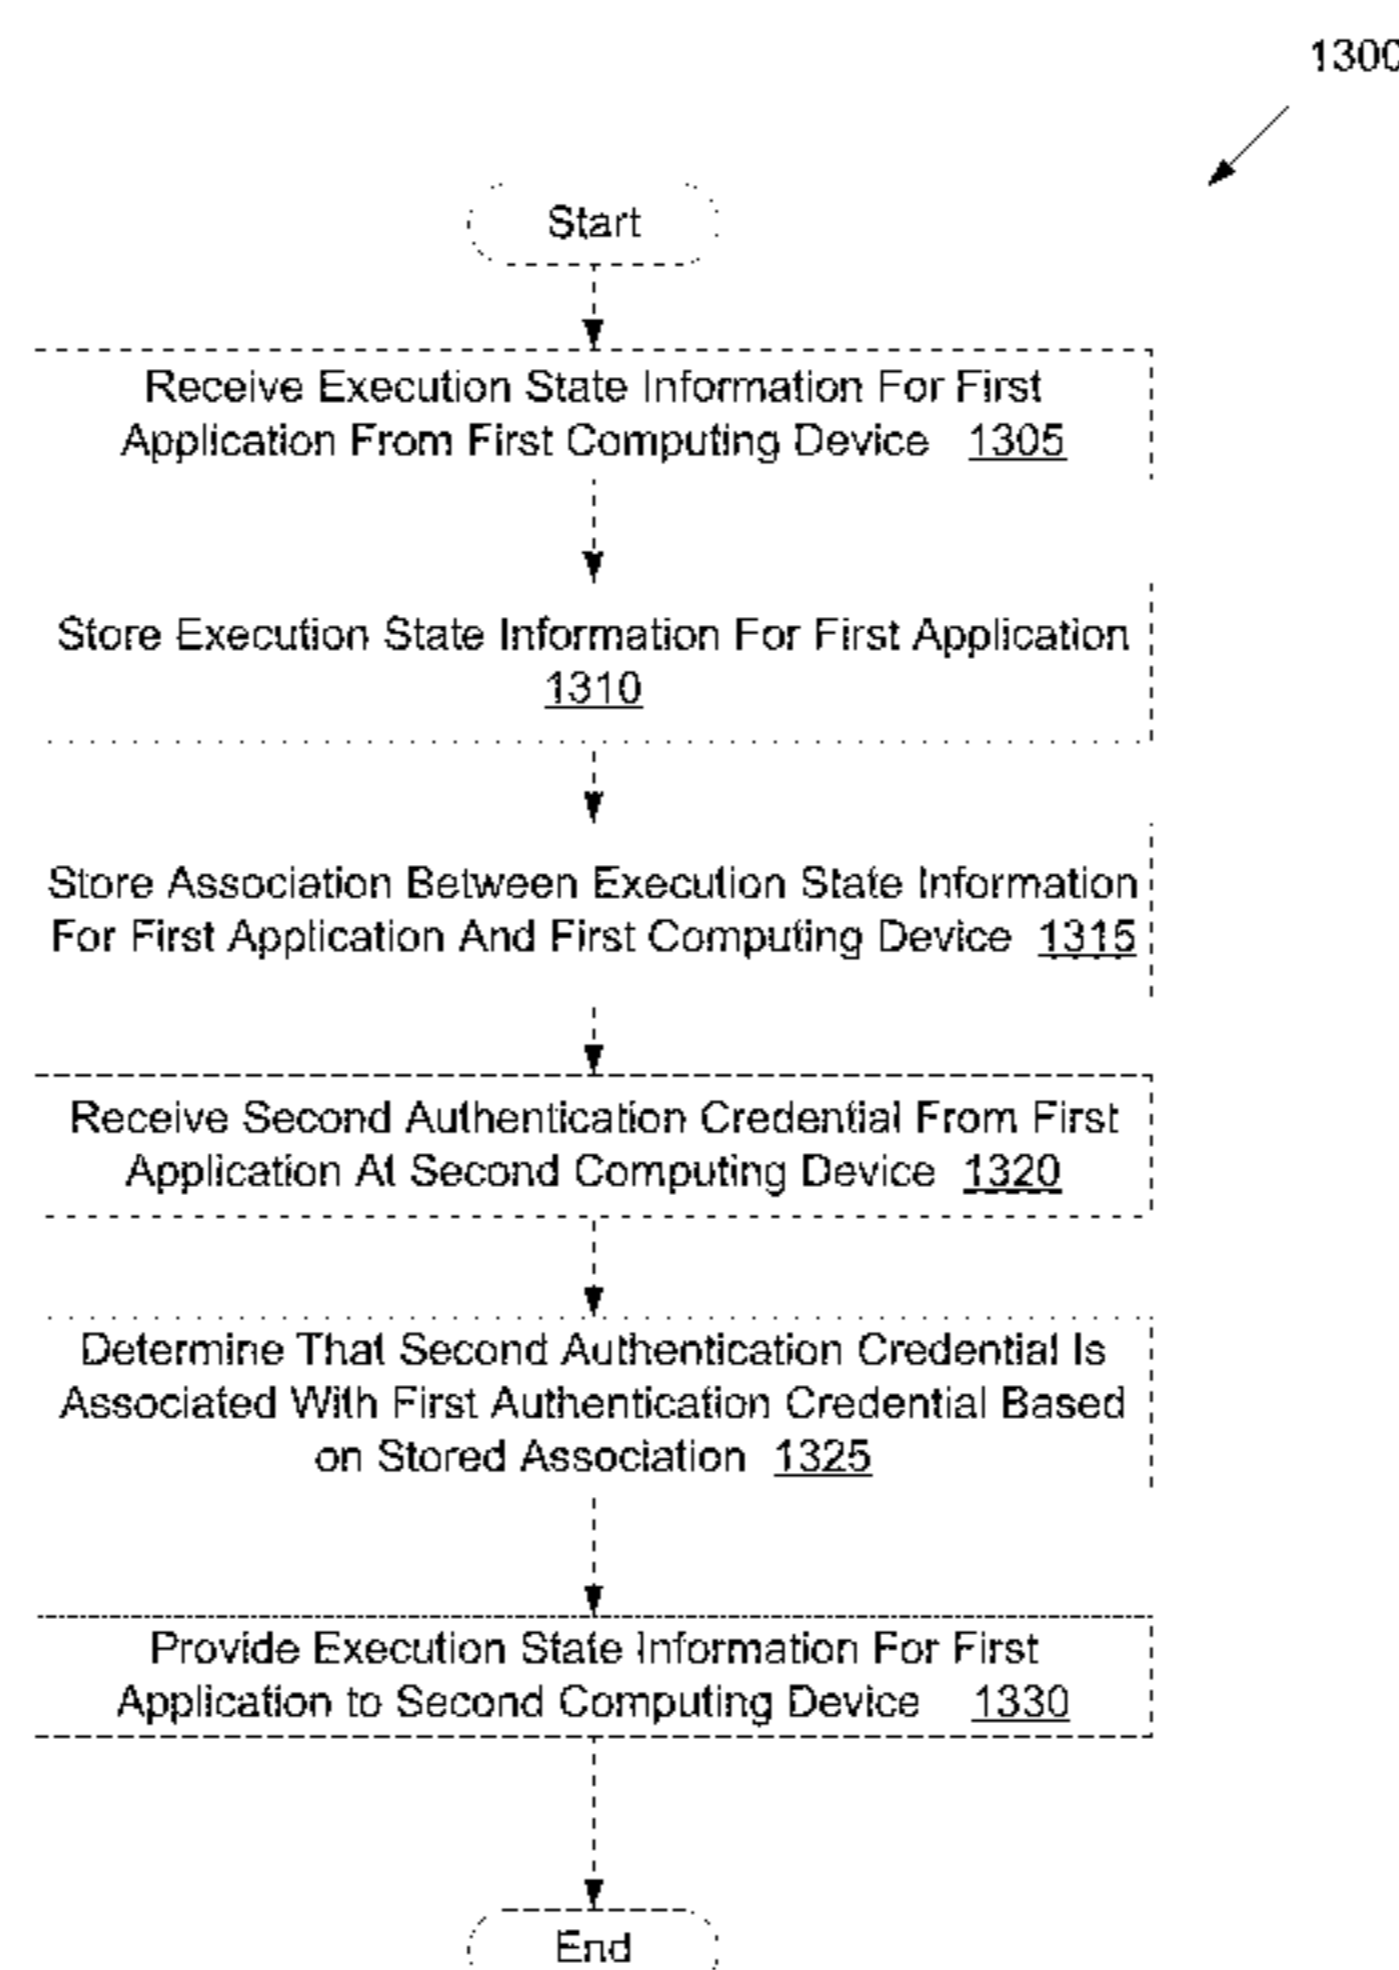 1300
Start
Receive Execution State Information For First
Application From First Computing Device 1305
Store Execution State Information For First Application
1310
Store Association Between Execution State Information
For First Application And First Computing Device 1315
Receive Second Authentication Credential From First
Application At Second Computing Device 1320
Determine That Second Authentication Credential Is
Associated With First Authentication Credential Based
on Stored Association 1325
Provide Execution State Information For First
Application to Second Computing Device 1330
End